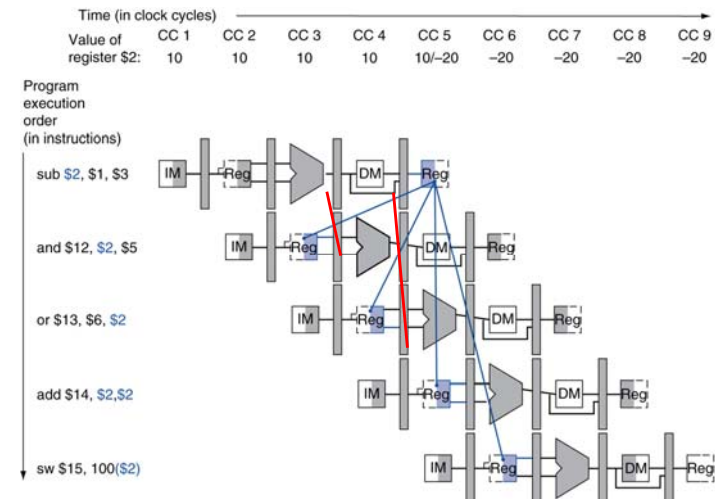 Time (in clock cycles)
Value of register $2:
CC 1 CC 2 CC 3 CC 4 CC 5 CC 6 CC 7 CC 8 CC 9
10 10 10 10 10/–20 –20 –20 –20 –20
Program
execution
order
(in instructions)
sub $2, $1, $3
IM Reg DM Reg
and $12, $2, $5
IM Reg DM Reg
or $13, $6, $2
IM Reg DM Reg
add $14, $2,$2
IM Reg DM Reg
sw $15, 100($2)
IM Reg DM Reg